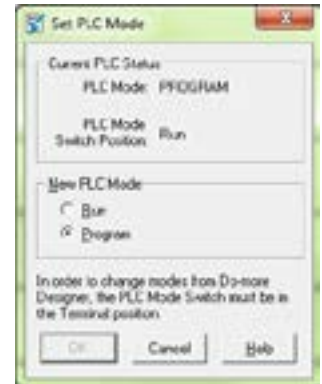 Set PLC Mode
Current PLC Status
PLC Mode: PROGRAM
PLC Mode
Switch Position: Run
New PLC Mode
Run
Program
In order to change modes from Do-more
Designer, the PLC Mode Switch must be in
the Terminal position.
OK Cancel Help